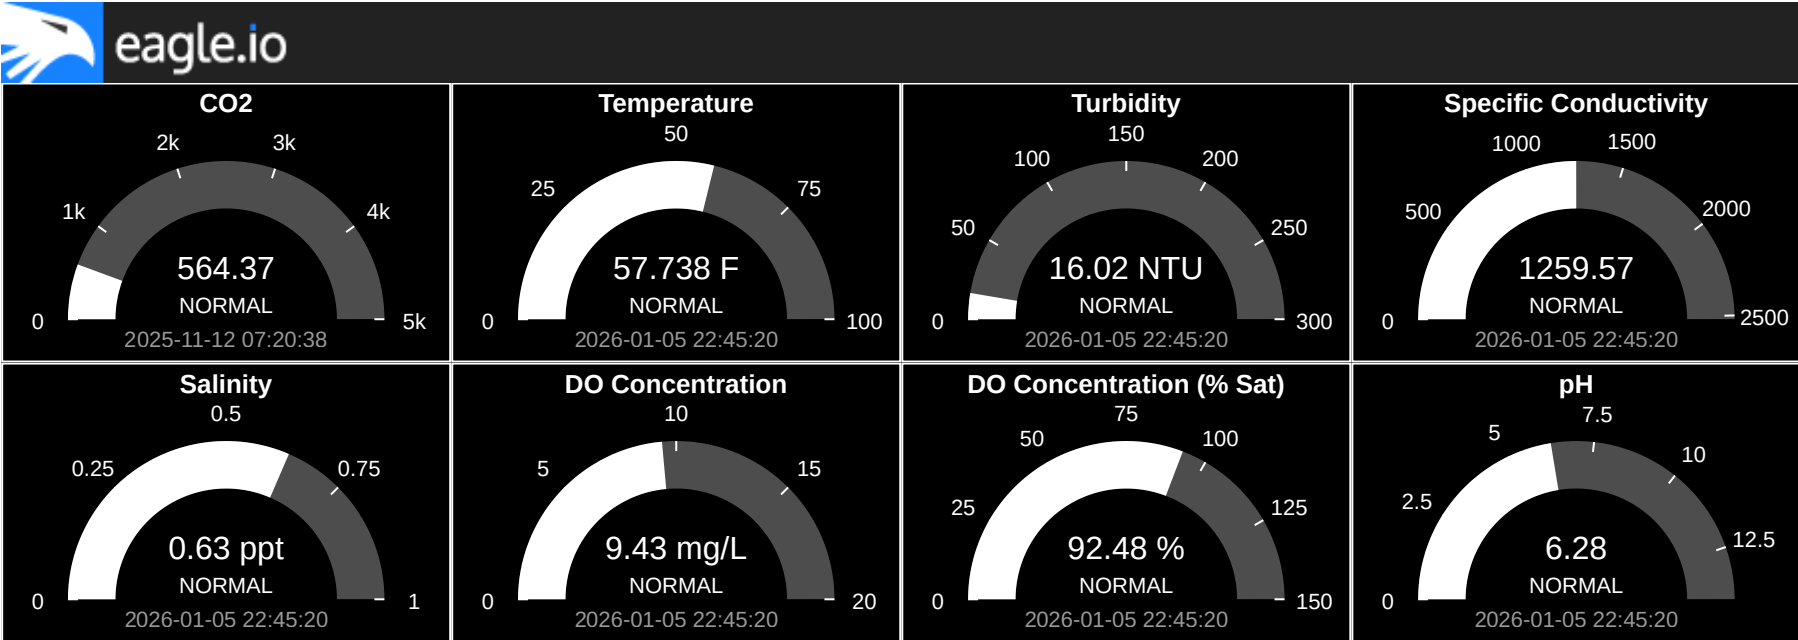 eagle.io
CO2
0
1k
2k
3k
4k
5k
564.37
NORMAL
2025-11-12 07:20:38
Temperature
0
25
50
75
100
57.738 F
NORMAL
2026-01-05 22:45:20
Turbidity
0
50
100
150
200
250
300
16.02 NTU
NORMAL
2026-01-05 22:45:20
Specific Conductivity
0
500
1000
1500
2000
2500
1259.57
NORMAL
2026-01-05 22:45:20
Salinity
0
0.25
0.5
0.75
1
0.63 ppt
NORMAL
2026-01-05 22:45:20
DO Concentration
0
5
10
15
20
9.43 mg/L
NORMAL
2026-01-05 22:45:20
DO Concentration (% Sat)
0
25
50
75
100
125
150
92.48 %
NORMAL
2026-01-05 22:45:20
pH
0
2.5
5
7.5
10
12.5
6.28
NORMAL
2026-01-05 22:45:20